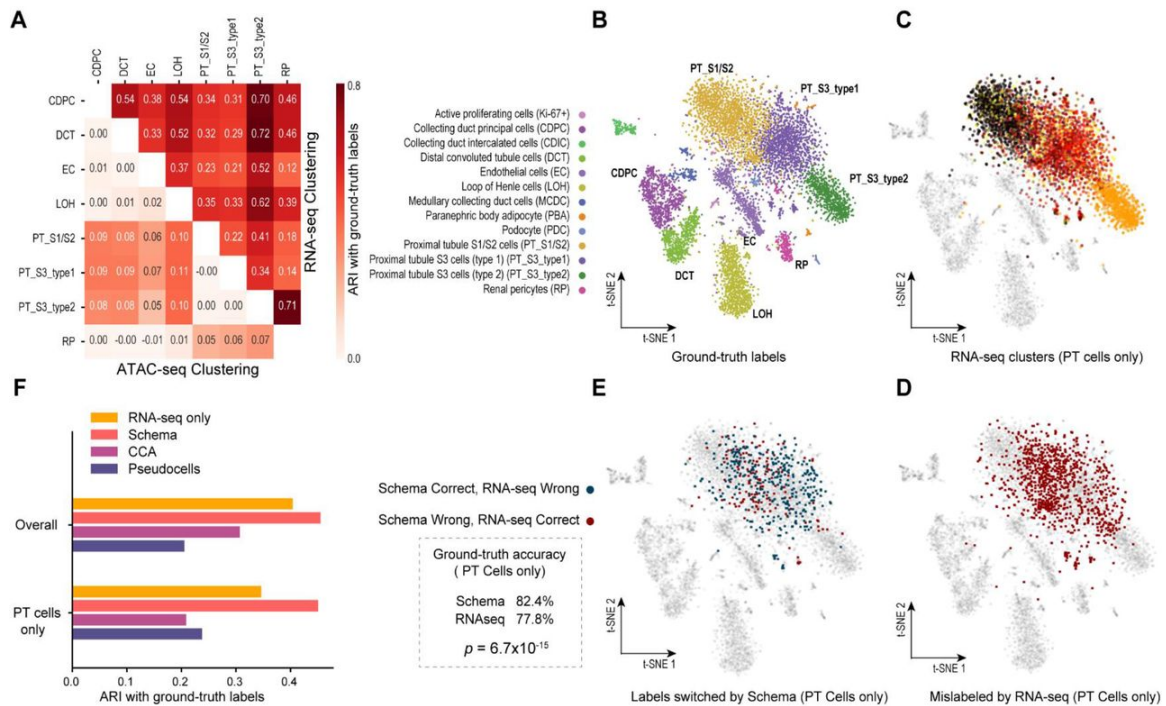 A
CDPC
DCT
EC
LOH
PT_S1/S2
PT_S3_type1
PT_S3_type2
RP
CDPC 0.54 0.38 0.54 0.34 0.31 0.70 0.46
DCT 0.00 0.33 0.52 0.32 0.29 0.72 0.46
EC 0.01 0.00 0.37 0.23 0.21 0.52 0.12
LOH 0.00 0.01 0.02 0.35 0.33 0.62 0.39
PT_S1/S2 0.09 0.08 0.06 0.10 0.22 0.41 0.18
PT_S3_type1 0.09 0.09 0.07 0.11 -0.00 0.34 0.14
PT_S3_type2 0.08 0.08 0.05 0.10 0.00 0.00 0.71
RP 0.00 -0.00 -0.01 0.01 0.05 0.06 0.07
ATAC-seq Clustering
RNA-seq Clustering
0.8
0.0
ARI with ground-truth labels
B
Active proliferating cells (Ki-67+)
Collecting duct principal cells (CDPC)
Collecting duct intercalated cells (CDIC)
Distal convoluted tubule cells (DCT)
Endothelial cells (EC)
Loop of Henle cells (LOH)
Medullary collecting duct cells (MCDC)
Paranephric body adipocyte (PBA)
Podocyte (PDC)
Proximal tubule S1/S2 cells (PT_S1/S2)
Proximal tubule S3 cells (type 1) (PT_S3_type1)
Proximal tubule S3 cells (type 2) (PT_S3_type2)
Renal pericytes (RP)
PT_S1/S2
PT_S3_type1
PT_S3_type2
CDPC
EC
DCT
RP
LOH
t-SNE 2
t-SNE 1
Ground-truth labels
C
t-SNE 2
t-SNE 1
RNA-seq clusters (PT cells only)
F
RNA-seq only
Schema
CCA
Pseudocells
Overall
PT cells
only
0.0 0.1 0.2 0.3 0.4
ARI with ground-truth labels
E
Schema Correct, RNA-seq Wrong
Schema Wrong, RNA-seq Correct
Ground-truth accuracy
( PT Cells only)
Schema 82.4%
RNAseq 77.8%
p = 6.7x10-15
t-SNE 2
t-SNE 1
Labels switched by Schema (PT Cells only)
D
t-SNE 2
t-SNE 1
Mislabeled by RNA-seq (PT Cells only)